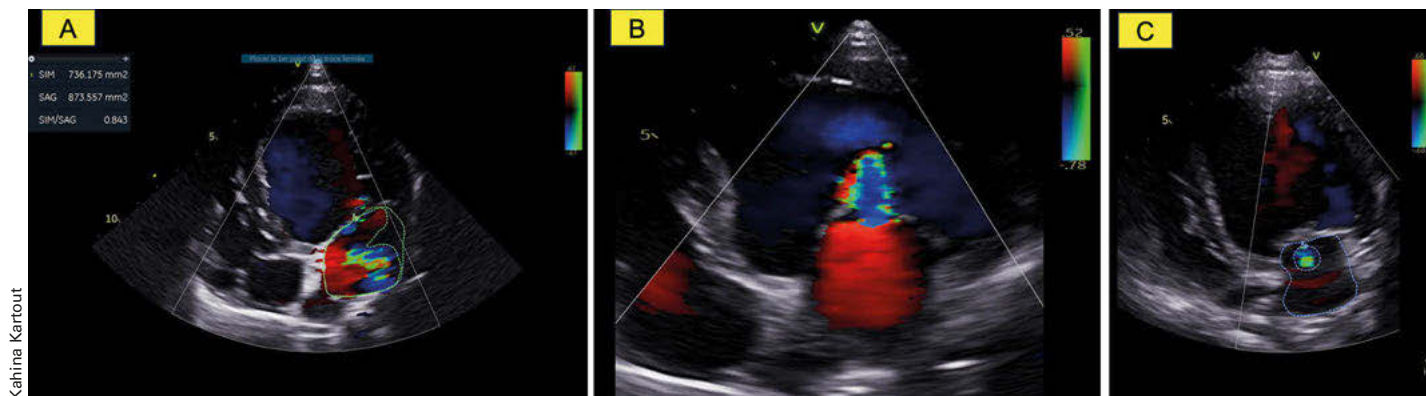 A
SIM 736.175 mm2
SAG 873.557 mm2
SIM/SAG 0.843
V
5
10
B
V
5
.52
-.78
C
V
5
Kahina Kartout